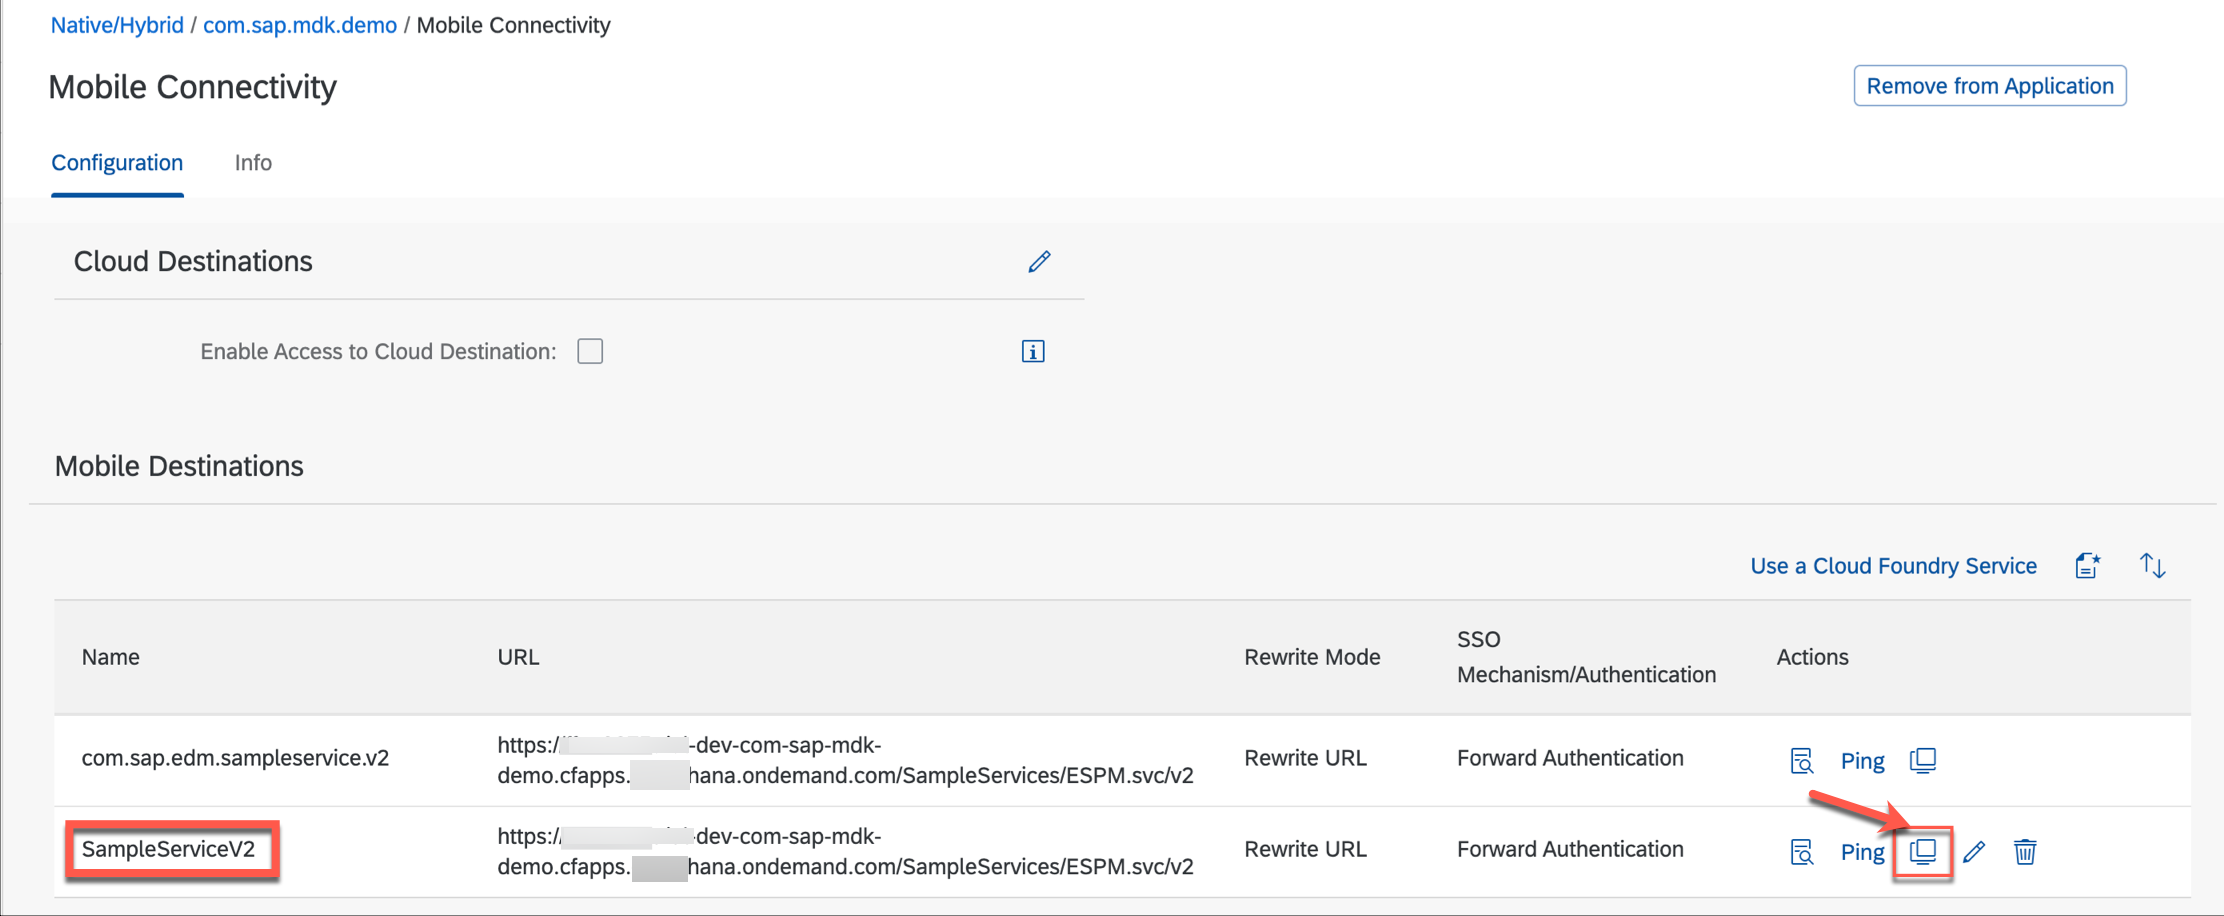 Native/Hybrid / com.sap.mdk.demo / Mobile Connectivity
Mobile Connectivity
Remove from Application
Configuration Info
Cloud Destinations
Enable Access to Cloud Destination:
Mobile Destinations
Use a Cloud Foundry Service
Name URL Rewrite Mode SSO Mechanism/Authentication Actions
com.sap.edm.sampleservice.v2
https:/ -dev-com-sap-mdk-
demo.cfapps. hana.ondemand.com/SampleServices/ESPM.svc/v2
Rewrite URL Forward Authentication Ping
SampleServiceV2
https:/ -dev-com-sap-mdk-
demo.cfapps. hana.ondemand.com/SampleServices/ESPM.svc/v2
Rewrite URL Forward Authentication Ping